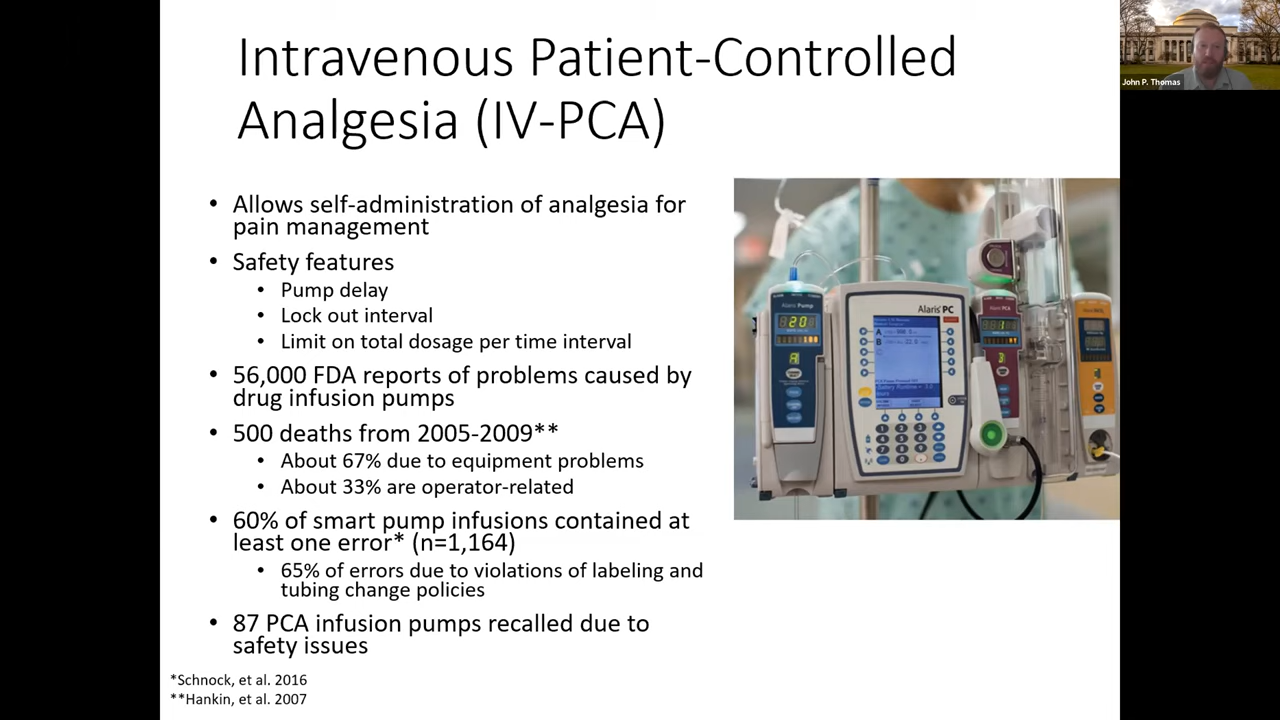 Intravenous Patient-Controlled
Analgesia (IV-PCA)
John P. Thomas
• Allows self-administration of analgesia for
pain management
• Safety features
• Pump delay
• Lock out interval
• Limit on total dosage per time interval
• 56,000 FDA reports of problems caused by
drug infusion pumps
• 500 deaths from 2005-2009**
• About 67% due to equipment problems
• About 33% are operator-related
• 60% of smart pump infusions contained at
least one error* (n=1,164)
• 65% of errors due to violations of labeling and
tubing change policies
• 87 PCA infusion pumps recalled due to
safety issues
Alaris Pump
20
A
Alaris PC
A
B
*Schnock, et al. 2016
**Hankin, et al. 2007